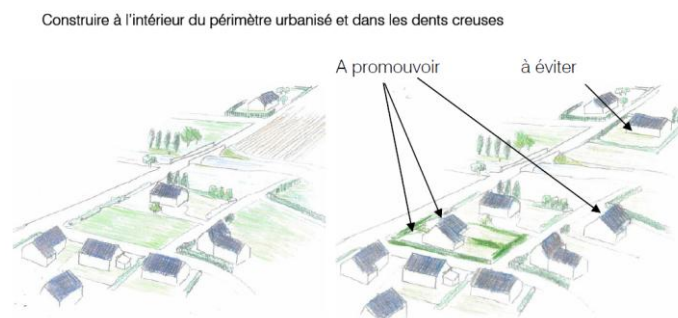 Construire à l'intérieur du périmètre urbanisé et dans les dents creuses
A promouvoir
à éviter